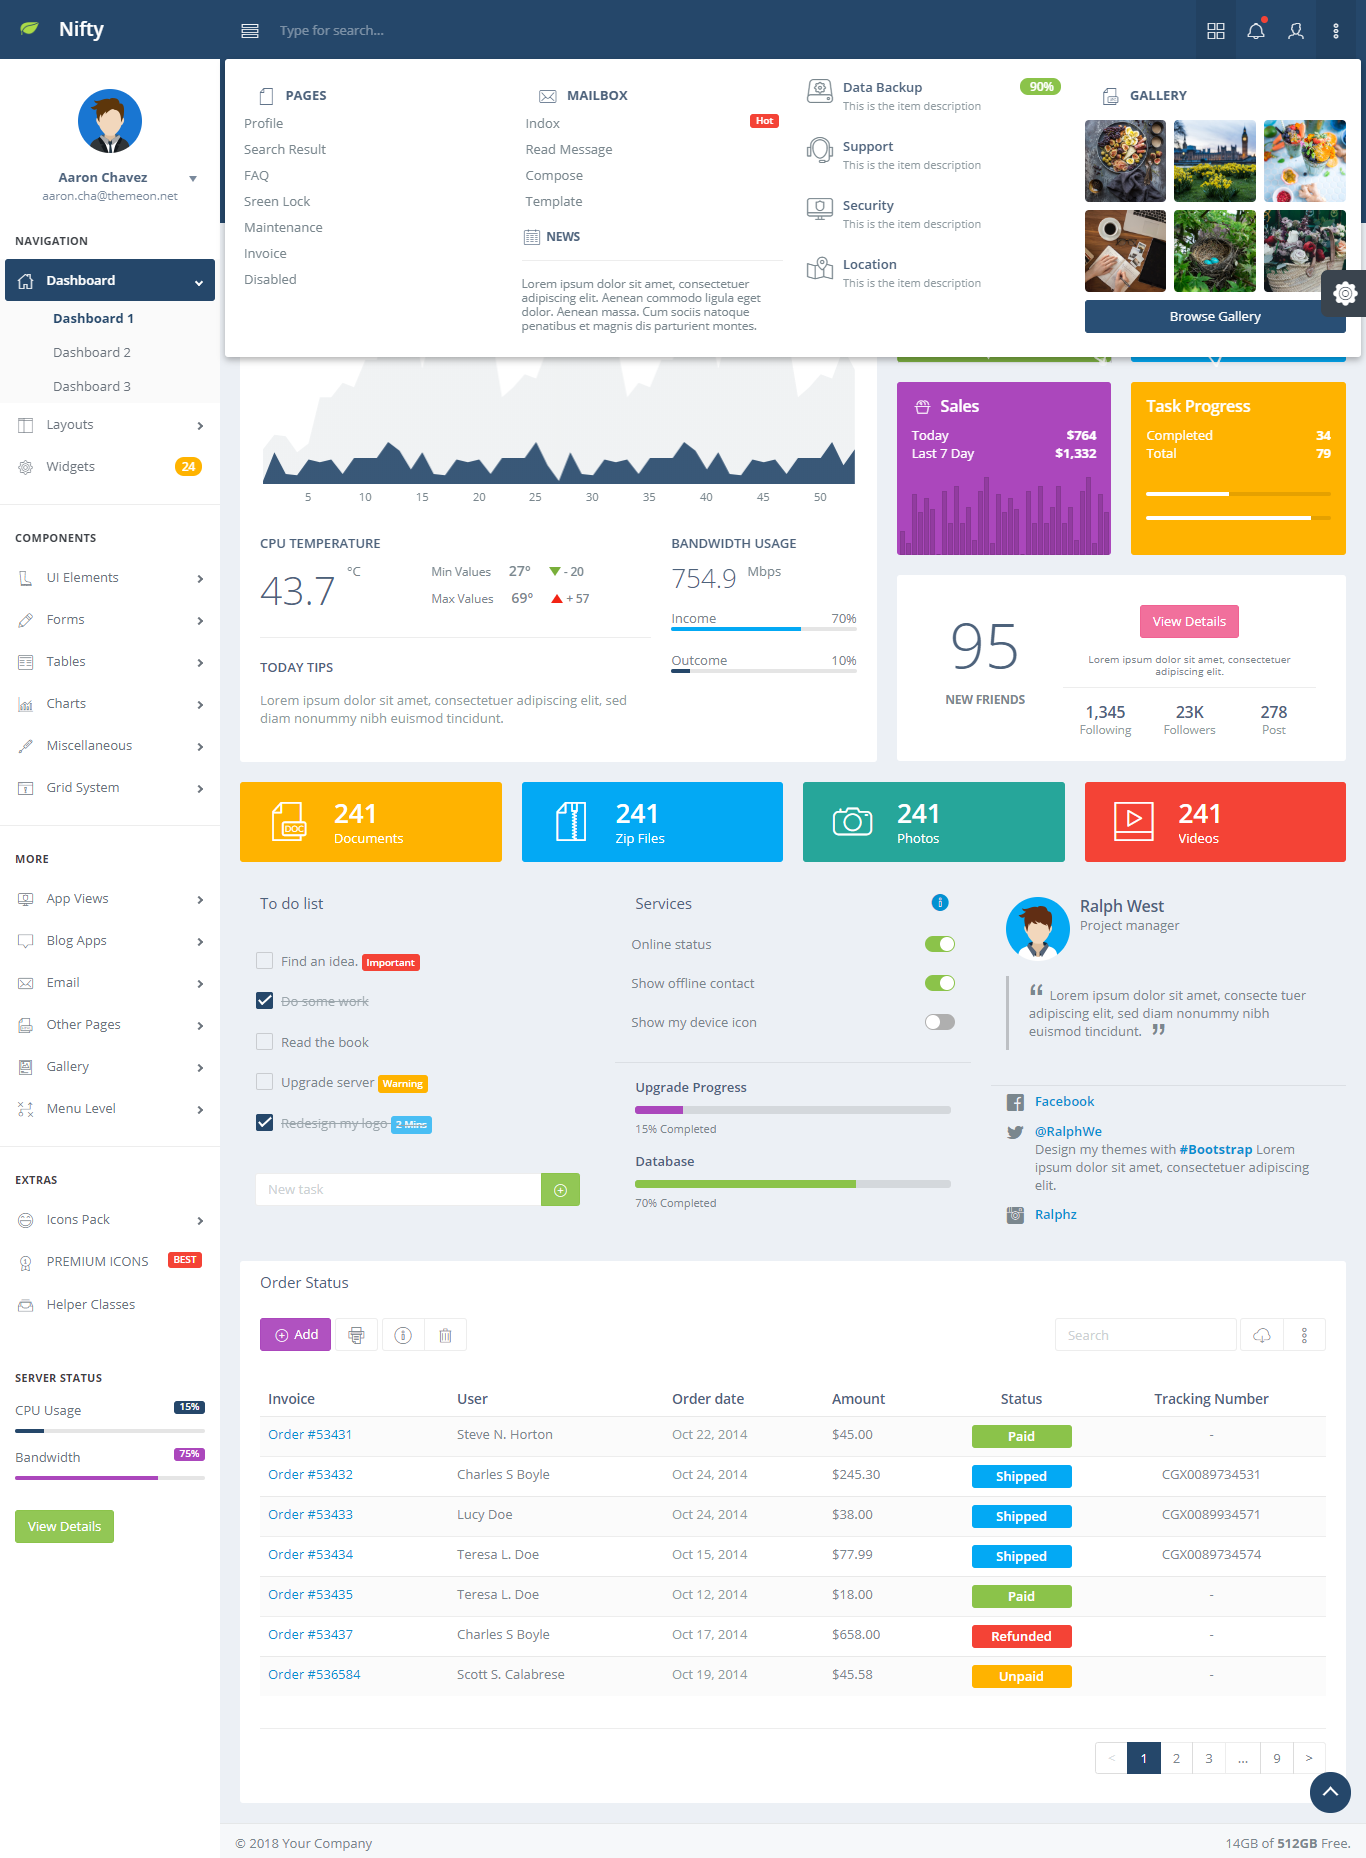 Nifty
Type for search...
Aaron Chavez
aaron.cha@themeon.net
NAVIGATION
Dashboard
Dashboard 1
Dashboard 2
Dashboard 3
Layouts
Widgets 24
COMPONENTS
UI Elements
Forms
Tables
Charts
Miscellaneous
Grid System
MORE
App Views
Blog Apps
Email
Other Pages
Gallery
Menu Level
EXTRAS
Icons Pack
PREMIUM ICONS BEST
Helper Classes
SERVER STATUS
CPU Usage 15%
Bandwidth 75%
View Details
PAGES
Profile
Search Result
FAQ
Sreen Lock
Maintenance
Invoice
Disabled
MAILBOX
Indox Hot
Read Message
Compose
Template
NEWS
Lorem ipsum dolor sit amet, consectetuer
adipiscing elit. Aenean commodo ligula eget
dolor. Aenean massa. Cum sociis natoque
penatibus et magnis dis parturient montes.
Data Backup 90%
This is the item description
Support
This is the item description
Security
This is the item description
Location
This is the item description
GALLERY
Browse Gallery
5 10 15 20 25 30 35 40 45 50
CPU TEMPERATURE
43.7 °C
Min Values 27° - 20
Max Values 69° + 57
TODAY TIPS
Lorem ipsum dolor sit amet, consectetuer adipiscing elit, sed
diam nonummy nibh euismod tincidunt.
BANDWIDTH USAGE
754.9 Mbps
Income 70%
Outcome 10%
Sales
Today $764
Last 7 Day $1,332
Task Progress
Completed 34
Total 79
95
NEW FRIENDS
View Details
Lorem ipsum dolor sit amet, consectetuer
adipiscing elit.
1,345 23K 278
Following Followers Post
DOC
241
Documents
241
Zip Files
241
Photos
241
Videos
To do list
Find an idea. Important
Do some work
Read the book
Upgrade server Warning
Redesign my logo 2 Mins
New task
Services
Online status
Show offline contact
Show my device icon
Upgrade Progress
15% Completed
Database
70% Completed
Ralph West
Project manager
“ Lorem ipsum dolor sit amet, consecte tuer
adipiscing elit, sed diam nonummy nibh
euismod tincidunt. ”
Facebook
@RalphWe
Design my themes with #Bootstrap Lorem
ipsum dolor sit amet, consectetuer adipiscing
elit.
Ralphz
Order Status
Add
Search
Invoice User Order date Amount Status Tracking Number
Order #53431 Steve N. Horton Oct 22, 2014 $45.00 Paid -
Order #53432 Charles S Boyle Oct 24, 2014 $245.30 Shipped CGX0089734531
Order #53433 Lucy Doe Oct 24, 2014 $38.00 Shipped CGX0089934571
Order #53434 Teresa L. Doe Oct 15, 2014 $77.99 Shipped CGX0089734574
Order #53435 Teresa L. Doe Oct 12, 2014 $18.00 Paid -
Order #53437 Charles S Boyle Oct 17, 2014 $658.00 Refunded -
Order #536584 Scott S. Calabrese Oct 19, 2014 $45.58 Unpaid -
< 1 2 3 ... 9 >
© 2018 Your Company
14GB of 512GB Free.